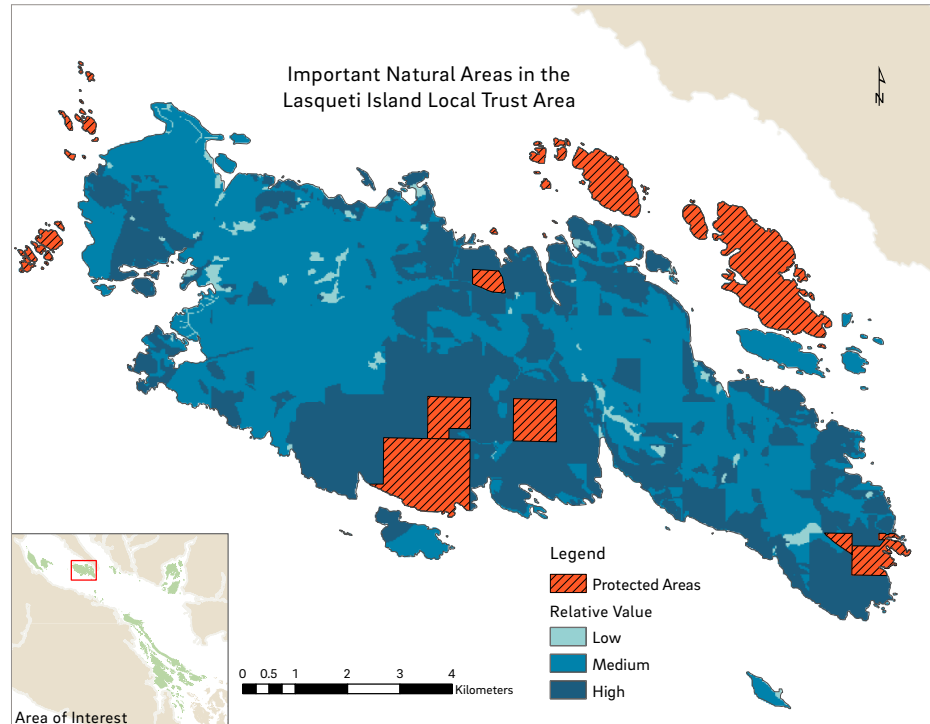 Important Natural Areas in the
Lasqueti Island Local Trust Area
N
Legend
Protected Areas
Relative Value
Low
Medium
High
0 0.5 1 2 3 4
Kilometers
Area of Interest